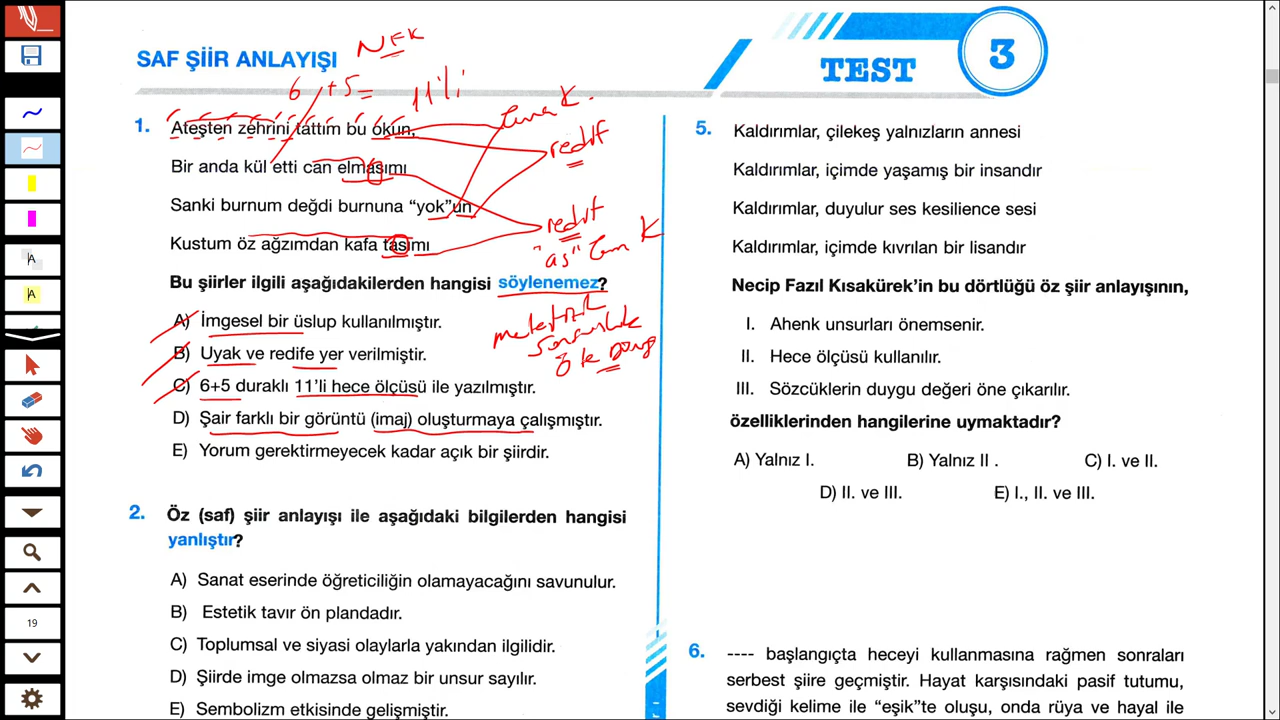 SAF ŞİİR ANLAYIŞI
NFK
TEST
3
6 + 5 = 11'li
1. Ateşten zehrini tattım bu okun,
Bir anda kül etti can elmasımı
Sanki burnum değdi burnuna “yok”un
Kustum öz ağzımdan kafa tasımı
redif
redif
"as" K
Bu şiirler ilgili aşağıdakilerden hangisi söylenemez?
A) İmgesel bir üslup kullanılmıştır.
B) Uyak ve redife yer verilmiştir.
C) 6+5 duraklı 11’li hece ölçüsü ile yazılmıştır.
D) Şair farklı bir görüntü (imaj) oluşturmaya çalışmıştır.
E) Yorum gerektirmeyecek kadar açık bir şiirdir.
2. Öz (saf) şiir anlayışı ile aşağıdaki bilgilerden hangisi
yanlıştır?
A) Sanat eserinde öğreticiliğin olamayacağını savunulur.
B) Estetik tavır ön plandadır.
C) Toplumsal ve siyasi olaylarla yakından ilgilidir.
D) Şiirde imge olmazsa olmaz bir unsur sayılır.
E) Sembolizm etkisinde gelişmiştir.
5. Kaldırımlar, çilekeş yalnızların annesi
Kaldırımlar, içimde yaşamış bir insandır
Kaldırımlar, duyulur ses kesilience sesi
Kaldırımlar, içimde kıvrılan bir lisandır
Necip Fazıl Kısakürek’in bu dörtlüğü öz şiir anlayışının,
I. Ahenk unsurları önemsenir.
II. Hece ölçüsü kullanılır.
III. Sözcüklerin duygu değeri öne çıkarılır.
özelliklerinden hangilerine uymaktadır?
A) Yalnız I. B) Yalnız II . C) I. ve II.
D) II. ve III. E) I., II. ve III.
6. ---- başlangıçta heceyi kullanmasına rağmen sonraları
serbest şiire geçmiştir. Hayat karşısındaki pasif tutumu,
sevdiği kelime ile “eşik”te oluşu, onda rüya ve hayal ile
19